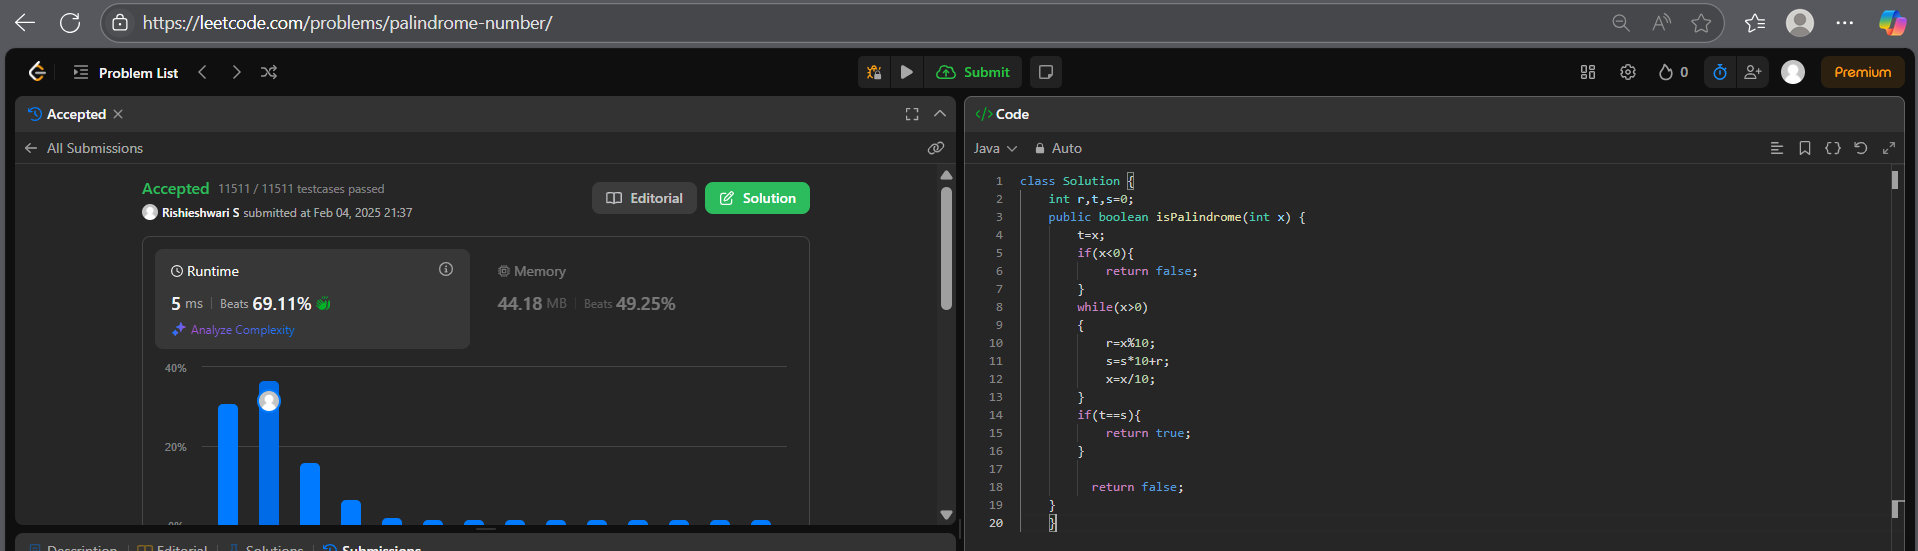 https://leetcode.com/problems/palindrome-number/
Problem List
Submit
0
Premium
Accepted
All Submissions
Accepted 11511 / 11511 testcases passed
Rishieshwari S submitted at Feb 04, 2025 21:37
Editorial
Solution
Runtime
5 ms | Beats 69.11%
Analyze Complexity
Memory
44.18 MB | Beats 49.25%
40%
20%
0%
Description | Editorial | Solutions | Submissions
</> Code
Java
Auto
1 class Solution {
2 int r,t,s=0;
3 public boolean isPalindrome(int x) {
4 t=x;
5 if(x<0){
6 return false;
7 }
8 while(x>0)
9 {
10 r=x%10;
11 s=s*10+r;
12 x=x/10;
13 }
14 if(t==s){
15 return true;
16 }
17
18 return false;
19 }
20 }